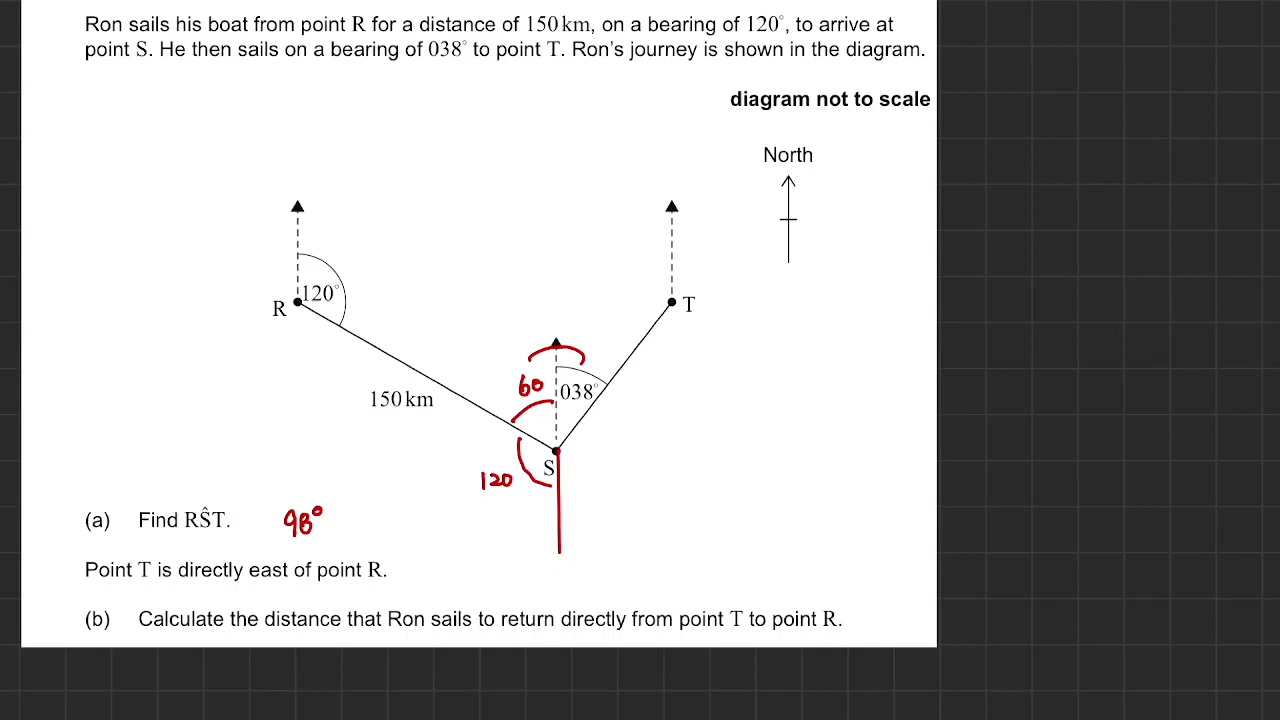 Ron sails his boat from point R for a distance of 150 km, on a bearing of 120°, to arrive at
point S. He then sails on a bearing of 038° to point T. Ron's journey is shown in the diagram.
diagram not to scale
North
R
120°
T
60
038°
150 km
S
120
(a) Find RŜT. 98°
Point T is directly east of point R.
(b) Calculate the distance that Ron sails to return directly from point T to point R.